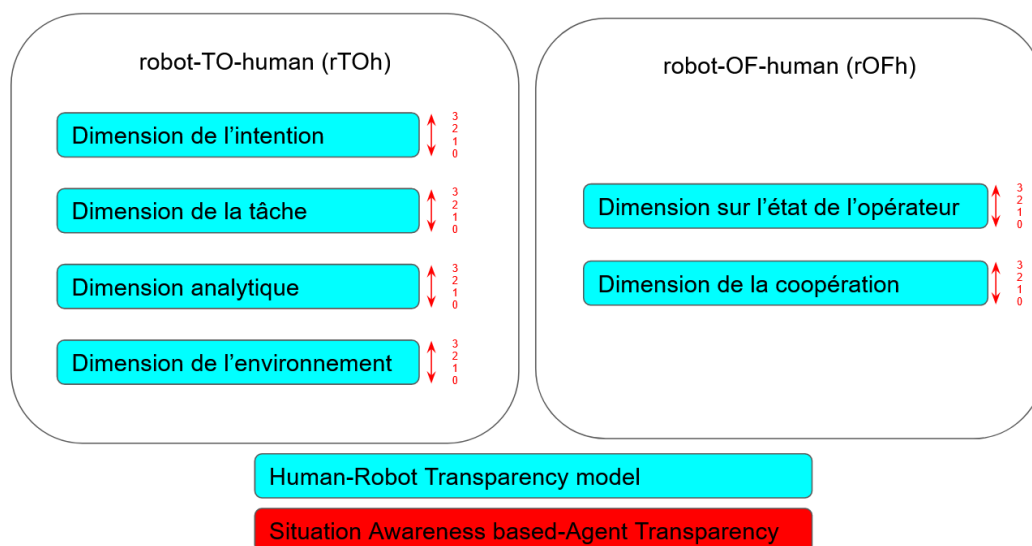 robot-TO-human (rTOh)
Dimension de l’intention
3
2
1
0
Dimension de la tâche
3
2
1
0
Dimension analytique
3
2
1
0
Dimension de l’environnement
3
2
1
0
robot-OF-human (rOFh)
Dimension sur l’état de l’opérateur
3
2
1
0
Dimension de la coopération
3
2
1
0
Human-Robot Transparency model
Situation Awareness based-Agent Transparency